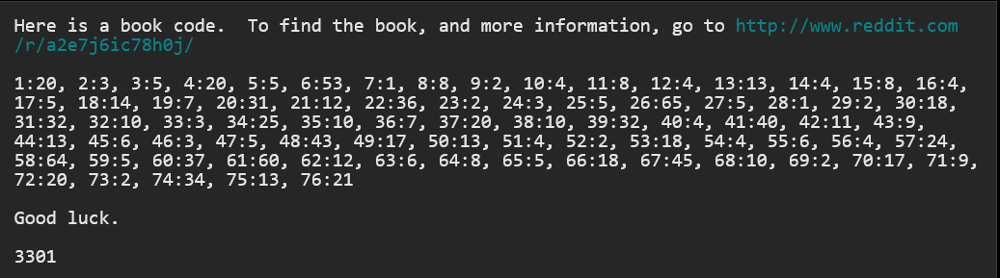 Here is a book code.  To find the book, and more information, go to http://www.reddit.com
/r/a2e7j6ic78h0j/
1:20, 2:3, 3:5, 4:20, 5:5, 6:53, 7:1, 8:8, 9:2, 10:4, 11:8, 12:4, 13:13, 14:4, 15:8, 16:4,
17:5, 18:14, 19:7, 20:31, 21:12, 22:36, 23:2, 24:3, 25:5, 26:65, 27:5, 28:1, 29:2, 30:18,
31:32, 32:10, 33:3, 34:25, 35:10, 36:7, 37:20, 38:10, 39:32, 40:4, 41:40, 42:11, 43:9,
44:13, 45:6, 46:3, 47:5, 48:43, 49:17, 50:13, 51:4, 52:2, 53:18, 54:4, 55:6, 56:4, 57:24,
58:64, 59:5, 60:37, 61:60, 62:12, 63:6, 64:8, 65:5, 66:18, 67:45, 68:10, 69:2, 70:17, 71:9,
72:20, 73:2, 74:34, 75:13, 76:21
Good luck.
3301